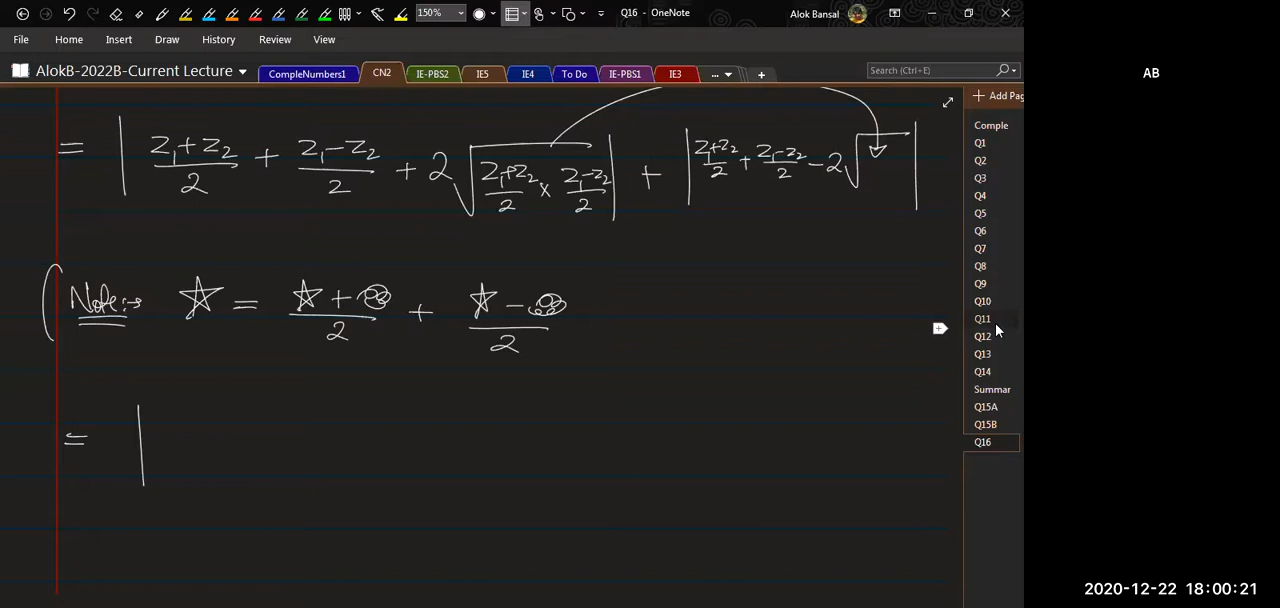 150% Q16 - OneNote Alok Bansal
File Home Insert Draw History Review View
AlokB-2022B-Current Lecture CompleNumbers1 CN2 IE-PBS2 IE5 IE4 To Do IE-PBS1 IE3 ... + Search (Ctrl+E)
AB
+ Add Pag
Comple
Q1
Q2
Q3
Q4
Q5
Q6
Q7
Q8
Q9
Q10
Q11
Q12
Q13
Q14
Summar
Q15A
Q15B
Q16
= | (z₁+z₂)/2 + (z₁-z₂)/2 + 2√((z₁+z₂)/2 × (z₁-z₂)/2) | + | (z₁+z₂)/2 + (z₁-z₂)/2 - 2√ |
(Note:→ ☆ = (☆ + )/2 + (☆ - )/2
= |
2020-12-22 18:00:21